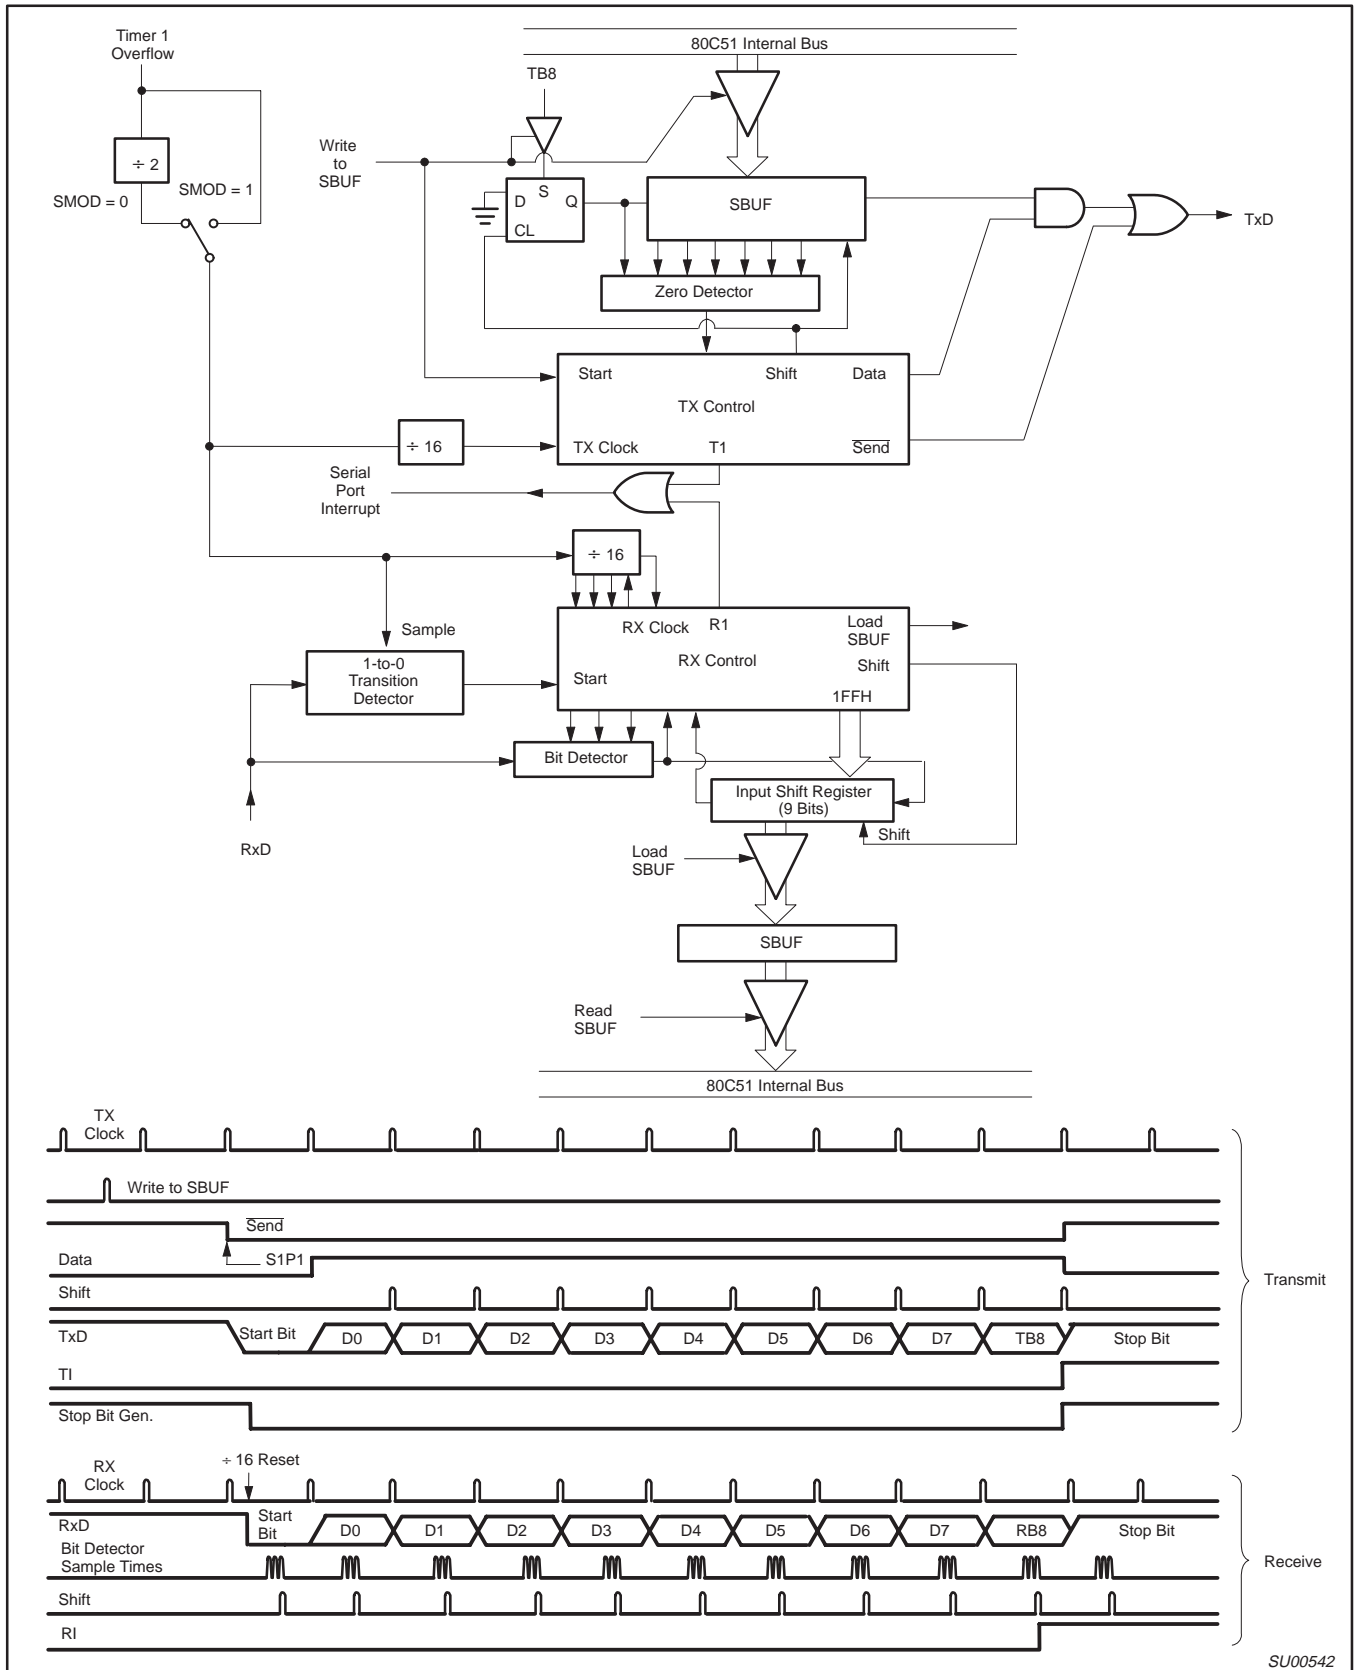 Timer 1
Overflow
80C51 Internal Bus
TB8
Write
to
SBUF
÷ 2
SMOD = 1
SMOD = 0
S
D
Q
CL
SBUF
TxD
Zero Detector
Start
Shift
Data
TX Control
÷ 16
TX Clock
T1
Send
Serial
Port
Interrupt
÷ 16
Sample
RX Clock
R1
Load
SBUF
RX Control
Shift
1-to-0
Transition
Detector
Start
1FFH
Bit Detector
Input Shift Register
(9 Bits)
Shift
RxD
Load
SBUF
SBUF
Read
SBUF
80C51 Internal Bus
TX
Clock
Write to SBUF
Send
Data
S1P1
Transmit
Shift
TxD
Start Bit
D0
D1
D2
D3
D4
D5
D6
D7
TB8
Stop Bit
TI
Stop Bit Gen.
÷ 16 Reset
RX
Clock
RxD
Start
Bit
D0
D1
D2
D3
D4
D5
D6
D7
RB8
Stop Bit
Bit Detector
Sample Times
Receive
Shift
RI
SU00542